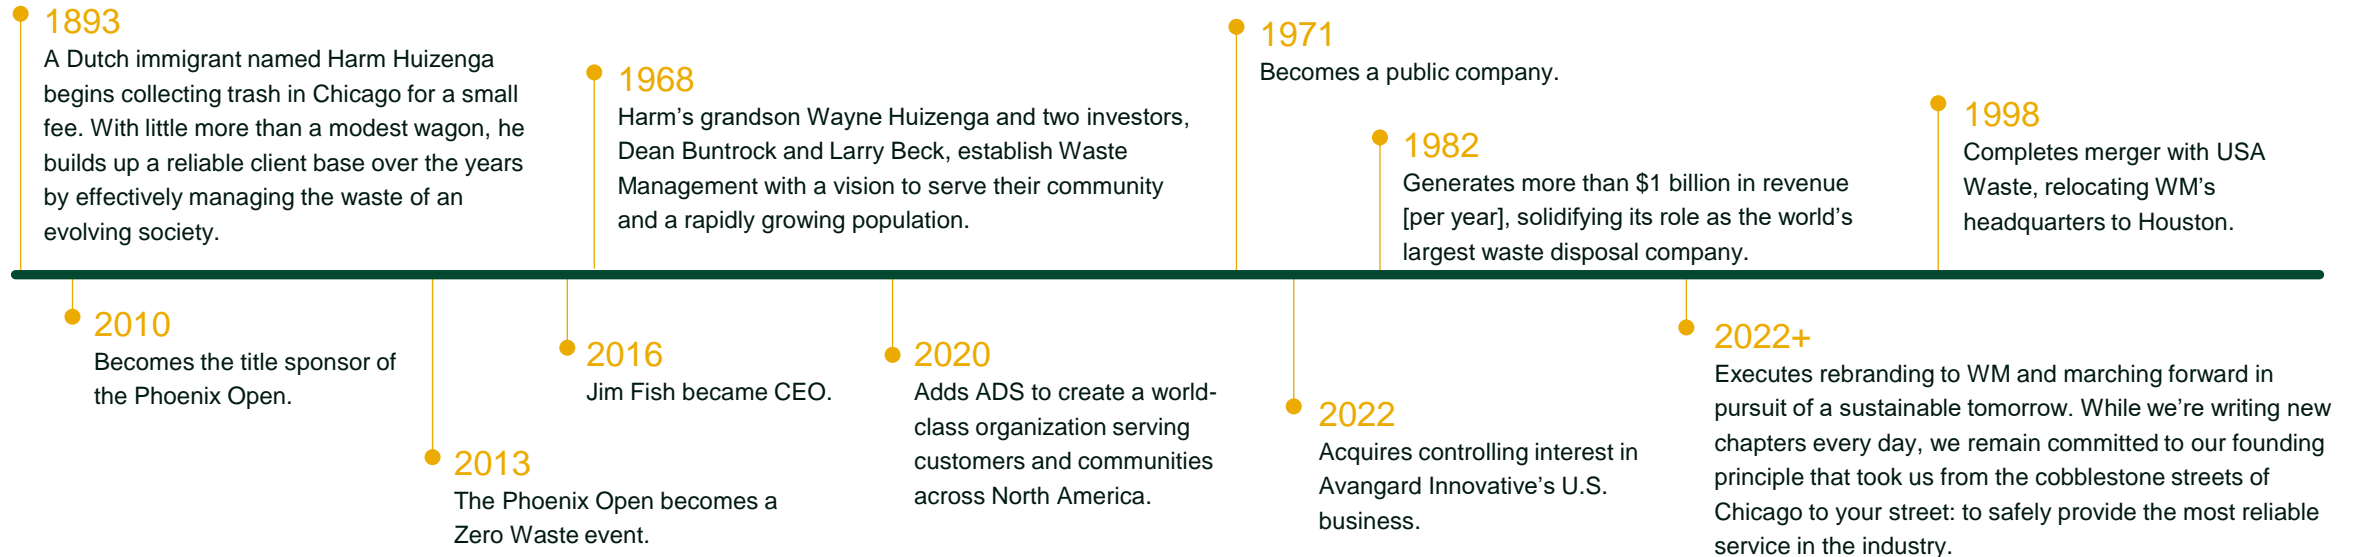 1893
A Dutch immigrant named Harm Huizenga
begins collecting trash in Chicago for a small
fee. With little more than a modest wagon, he
builds up a reliable client base over the years
by effectively managing the waste of an
evolving society.
1968
Harm’s grandson Wayne Huizenga and two investors,
Dean Buntrock and Larry Beck, establish Waste
Management with a vision to serve their community
and a rapidly growing population.
1971
Becomes a public company.
1982
Generates more than $1 billion in revenue
[per year], solidifying its role as the world’s
largest waste disposal company.
1998
Completes merger with USA
Waste, relocating WM’s
headquarters to Houston.
2010
Becomes the title sponsor of
the Phoenix Open.
2013
The Phoenix Open becomes a
Zero Waste event.
2016
Jim Fish became CEO.
2020
Adds ADS to create a world-
class organization serving
customers and communities
across North America.
2022
Acquires controlling interest in
Avangard Innovative’s U.S.
business.
2022+
Executes rebranding to WM and marching forward in
pursuit of a sustainable tomorrow. While we’re writing new
chapters every day, we remain committed to our founding
principle that took us from the cobblestone streets of
Chicago to your street: to safely provide the most reliable
service in the industry.